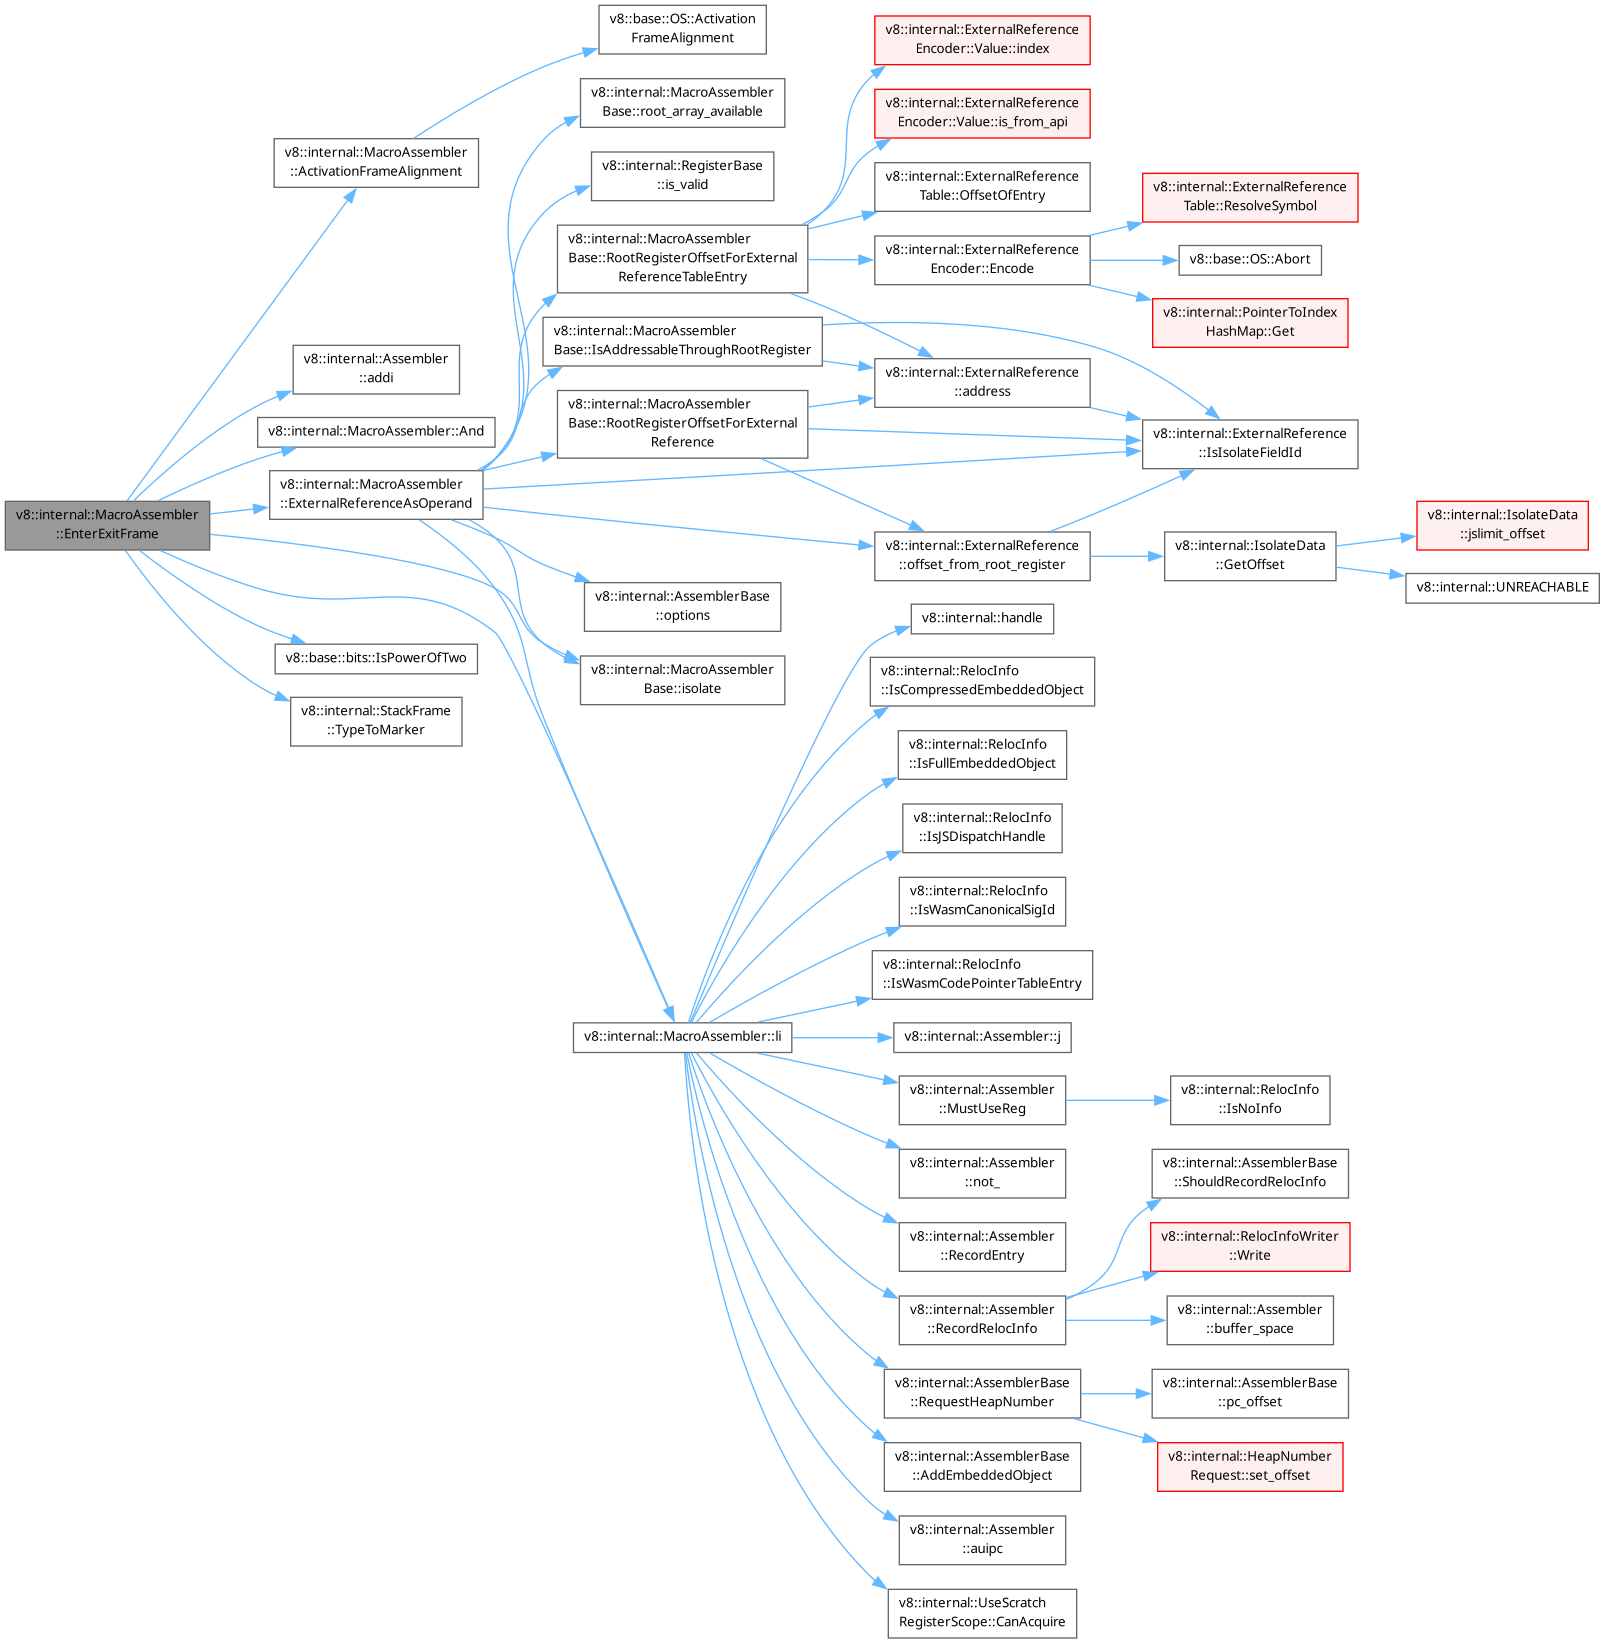 v8::internal::MacroAssembler
::EnterExitFrame
v8::internal::MacroAssembler
::ActivationFrameAlignment
v8::internal::Assembler
::addi
v8::internal::MacroAssembler::And
v8::internal::MacroAssembler
::ExternalReferenceAsOperand
v8::base::bits::IsPowerOfTwo
v8::internal::StackFrame
::TypeToMarker
v8::base::OS::Activation
FrameAlignment
v8::internal::MacroAssembler
Base::root_array_available
v8::internal::RegisterBase
::is_valid
v8::internal::MacroAssembler
Base::RootRegisterOffsetForExternal
ReferenceTableEntry
v8::internal::MacroAssembler
Base::IsAddressableThroughRootRegister
v8::internal::MacroAssembler
Base::RootRegisterOffsetForExternal
Reference
v8::internal::AssemblerBase
::options
v8::internal::MacroAssembler
Base::isolate
v8::internal::MacroAssembler::li
v8::internal::ExternalReference
Encoder::Value::index
v8::internal::ExternalReference
Encoder::Value::is_from_api
v8::internal::ExternalReference
Table::OffsetOfEntry
v8::internal::ExternalReference
Encoder::Encode
v8::internal::ExternalReference
::address
v8::internal::ExternalReference
::offset_from_root_register
v8::internal::handle
v8::internal::RelocInfo
::IsCompressedEmbeddedObject
v8::internal::RelocInfo
::IsFullEmbeddedObject
v8::internal::RelocInfo
::IsJSDispatchHandle
v8::internal::RelocInfo
::IsWasmCanonicalSigId
v8::internal::RelocInfo
::IsWasmCodePointerTableEntry
v8::internal::Assembler::j
v8::internal::Assembler
::MustUseReg
v8::internal::Assembler
::not_
v8::internal::Assembler
::RecordEntry
v8::internal::Assembler
::RecordRelocInfo
v8::internal::AssemblerBase
::RequestHeapNumber
v8::internal::AssemblerBase
::AddEmbeddedObject
v8::internal::Assembler
::auipc
v8::internal::UseScratch
RegisterScope::CanAcquire
v8::internal::ExternalReference
Table::ResolveSymbol
v8::base::OS::Abort
v8::internal::PointerToIndex
HashMap::Get
v8::internal::ExternalReference
::IsIsolateFieldId
v8::internal::IsolateData
::GetOffset
v8::internal::RelocInfo
::IsNoInfo
v8::internal::AssemblerBase
::ShouldRecordRelocInfo
v8::internal::RelocInfoWriter
::Write
v8::internal::Assembler
::buffer_space
v8::internal::AssemblerBase
::pc_offset
v8::internal::HeapNumber
Request::set_offset
v8::internal::IsolateData
::jslimit_offset
v8::internal::UNREACHABLE